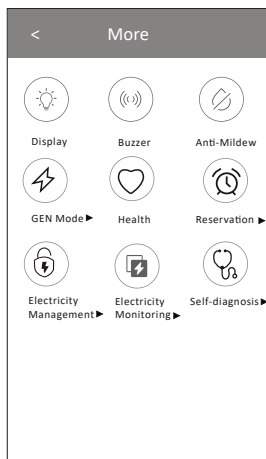 < More
Display Buzzer Anti-Mildew
GEN Mode▶ Health Reservation▶
Electricity Electricity Self-diagnosis▶
Management▶ Monitoring▶